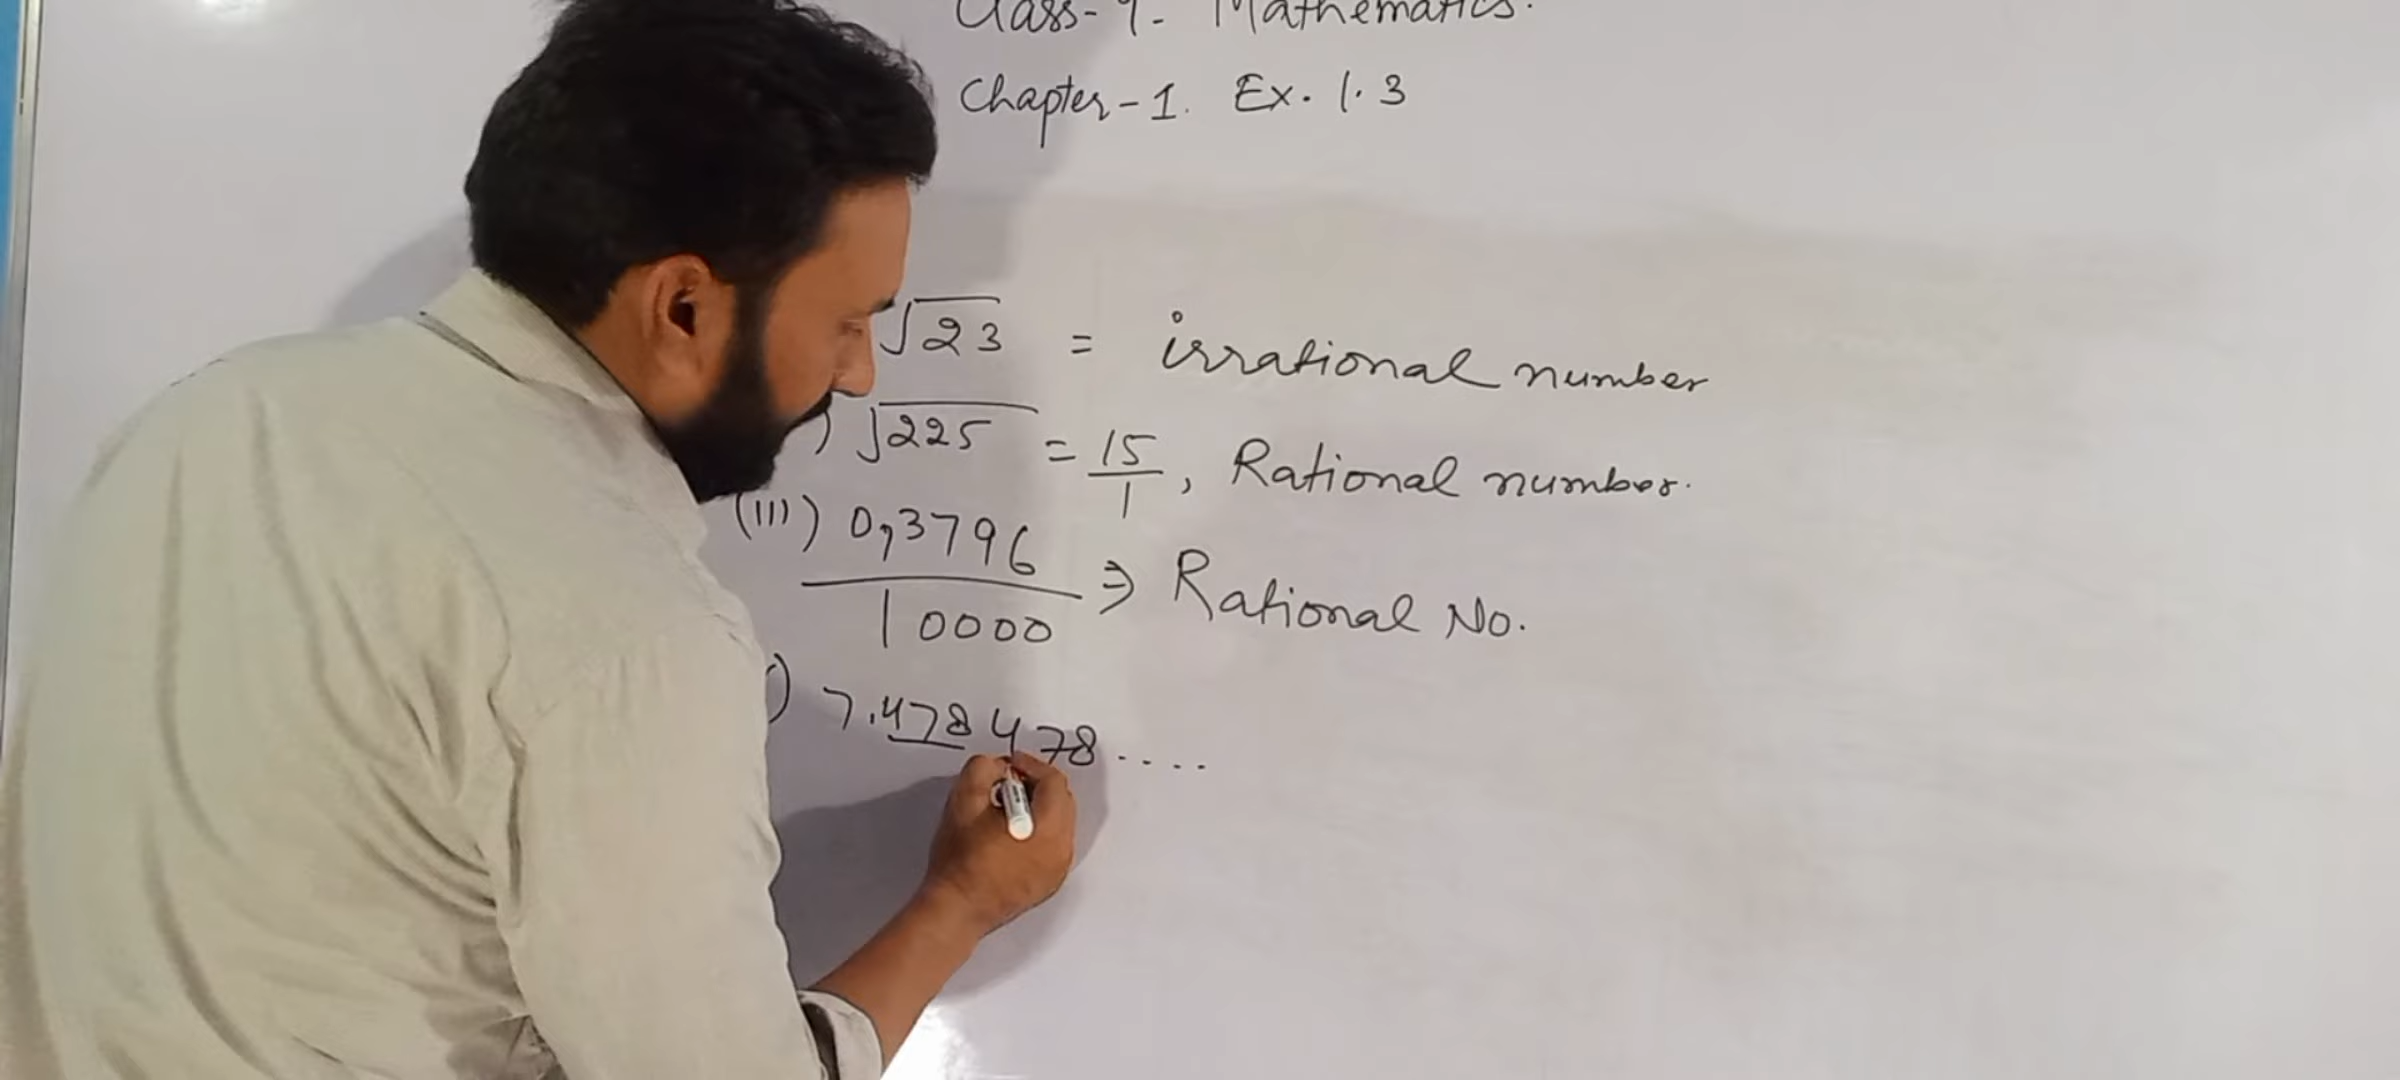 Class-9- Mathematics.
Chapter-1. Ex. 1.3
√23 = irrational number
) √225 = 15/1, Rational number.
(III) 0,3796
⇒ Rational No.
10000
) 7.478478....